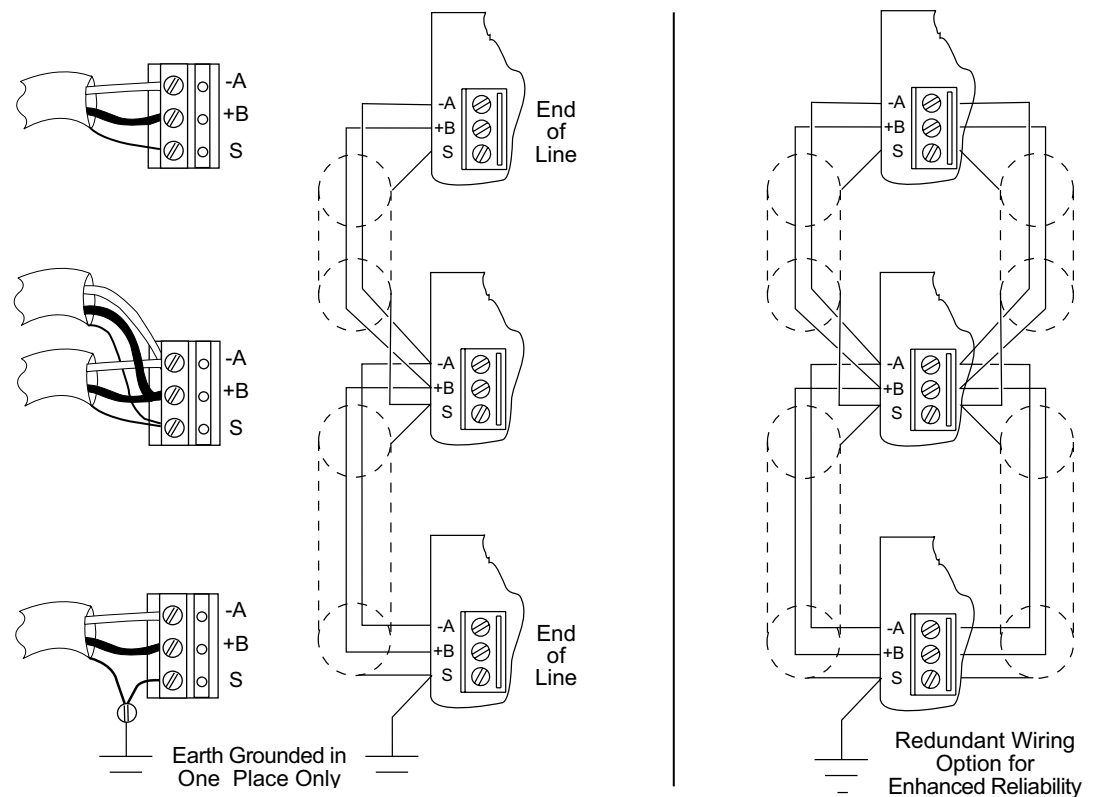 -A
+B
S
-A
+B
S
End
of
Line
-A
+B
S
-A
+B
S
-A
+B
S
-A
+B
S
-A
+B
S
-A
+B
S
End
of
Line
-A
+B
S
Earth Grounded in
One Place Only
Redundant Wiring
Option for
Enhanced Reliability